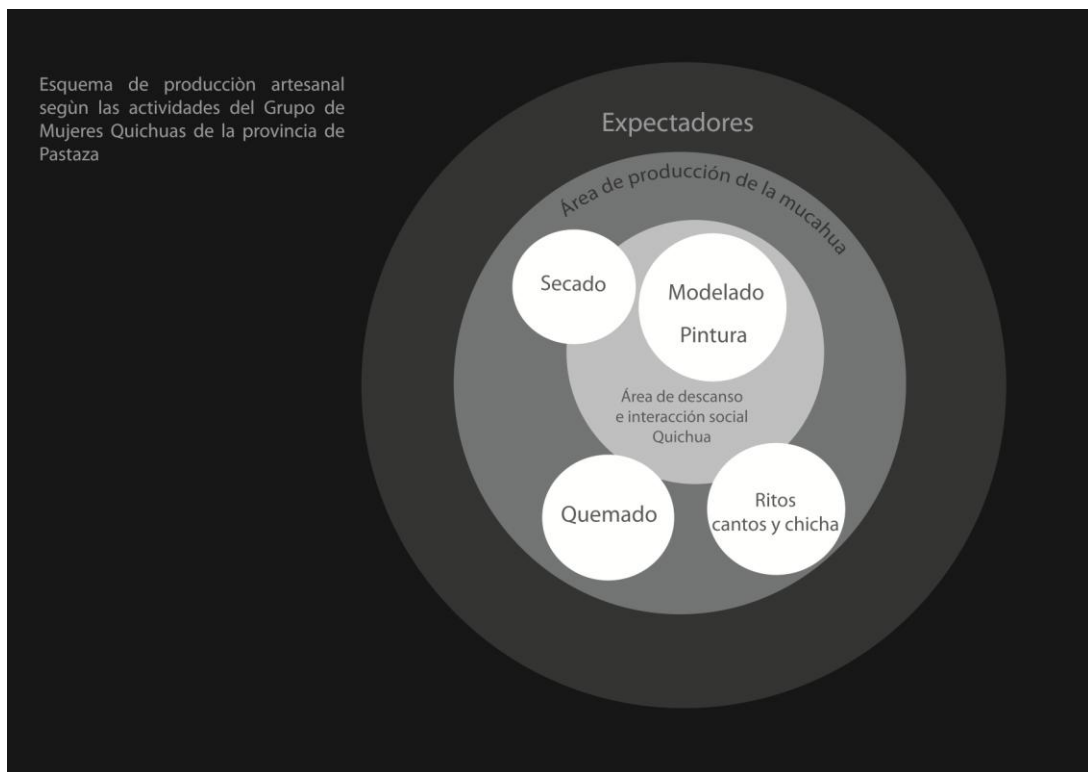 Esquema de producciòn artesanal
segùn las actividades del Grupo de
Mujeres Quichuas de la provincia de
Pastaza
Expectadores
Área de producción de la mucahua
Secado
Modelado
Pintura
Área de descanso
e interacción social
Quichua
Quemado
Ritos
cantos y chicha